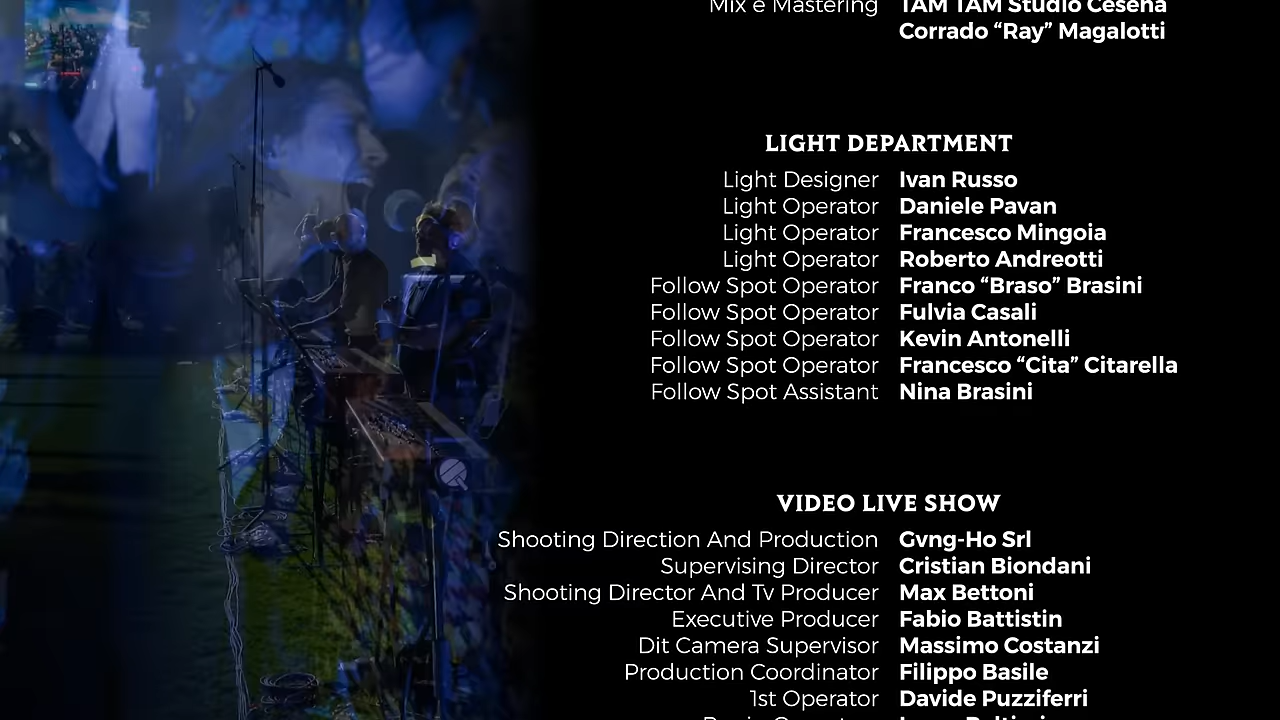 Mix e Mastering TAM TAM Studio Cesena
Corrado “Ray” Magalotti
LIGHT DEPARTMENT
Light Designer Ivan Russo
Light Operator Daniele Pavan
Light Operator Francesco Mingoia
Light Operator Roberto Andreotti
Follow Spot Operator Franco “Braso” Brasini
Follow Spot Operator Fulvia Casali
Follow Spot Operator Kevin Antonelli
Follow Spot Operator Francesco “Cita” Citarella
Follow Spot Assistant Nina Brasini
VIDEO LIVE SHOW
Shooting Direction And Production Gvng-Ho Srl
Supervising Director Cristian Biondani
Shooting Director And Tv Producer Max Bettoni
Executive Producer Fabio Battistin
Dit Camera Supervisor Massimo Costanzi
Production Coordinator Filippo Basile
1st Operator Davide Puzziferri